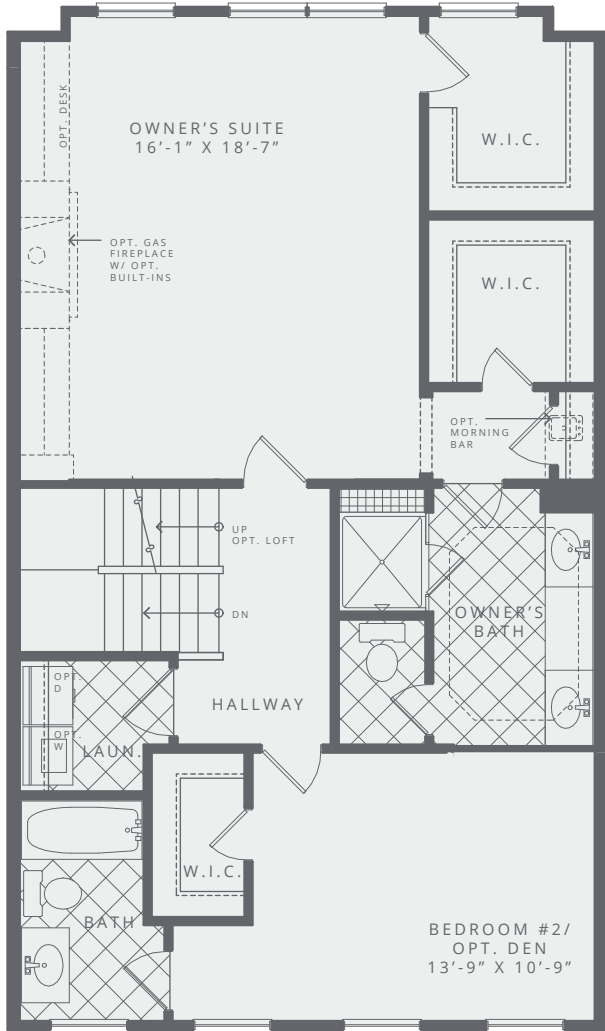 OPT. DESK
OWNER’S SUITE
16’-1” X 18’-7”
W.I.C.
OPT. GAS
FIREPLACE
W/ OPT.
BUILT-INS
W.I.C.
OPT.
MORNING
BAR
UP
OPT. LOFT
DN
OWNER’S
BATH
HALLWAY
OPT.
D
OPT.
W
LAUN.
W.I.C.
BATH
BEDROOM #2/
OPT. DEN
13’-9” X 10’-9”